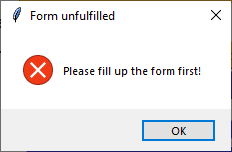 Form unfulfilled
Please fill up the form first!
OK